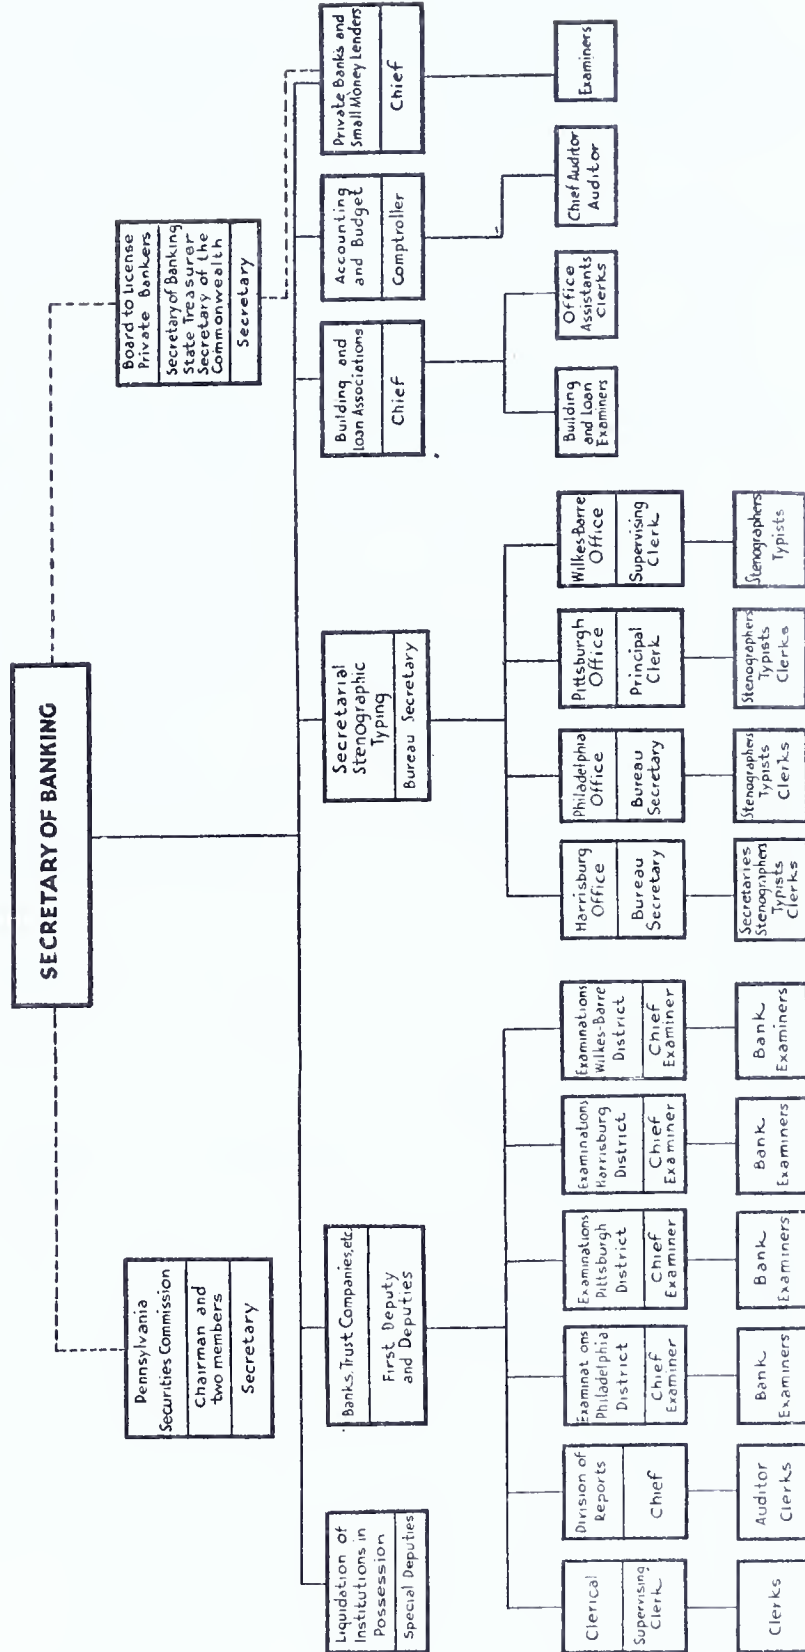 SECRETARY OF BANKING
Pennsylvania
Securities Commission
Chairman and
two members
Secretary
Board to License
Private Bankers
Secretary of Banking
State Treasurer
Secretary of the
Commonwealth
Secretary
Liquidation of
Institutions in
Possession
Special Deputies
Banks, Trust Companies, etc.
First Deputy
and Deputies
Secretarial
Stenographic
Typing
Bureau Secretary
Building and
Loan Associations
Chief
Accounting
and Budget
Comptroller
Private Banks and
Small Money Lenders
Chief
Clerical
Supervising
Clerk
Clerks
Division of
Reports
Chief
Auditor
Clerks
Examinat ons
Philadelphia
District
Chief
Examiner
Bank
Examiners
Examinations
Pittsburgh
District
Chief
Examiner
Bank
Examiners
Examinations
Harrisburg
District
Chief
Examiner
Bank
Examiners
Examinations
Wilkes-Barre
District
Chief
Examiner
Bank
Examiners
Harrisburg
Office
Bureau
Secretary
Secretaries
Stenographers
Typists
Clerks
Philadelphia
Office
Bureau
Secretary
Stenographers
Typists
Clerks
Pittsburgh
Office
Principal
Clerk
Stenographers
Typists
Clerks
Wilkes-Barre
Office
Supervising
Clerk
Stenographers
Typists
Building
and Loan
Examiners
Office
Assistants
Clerks
Chief Auditor
Auditor
Examiners